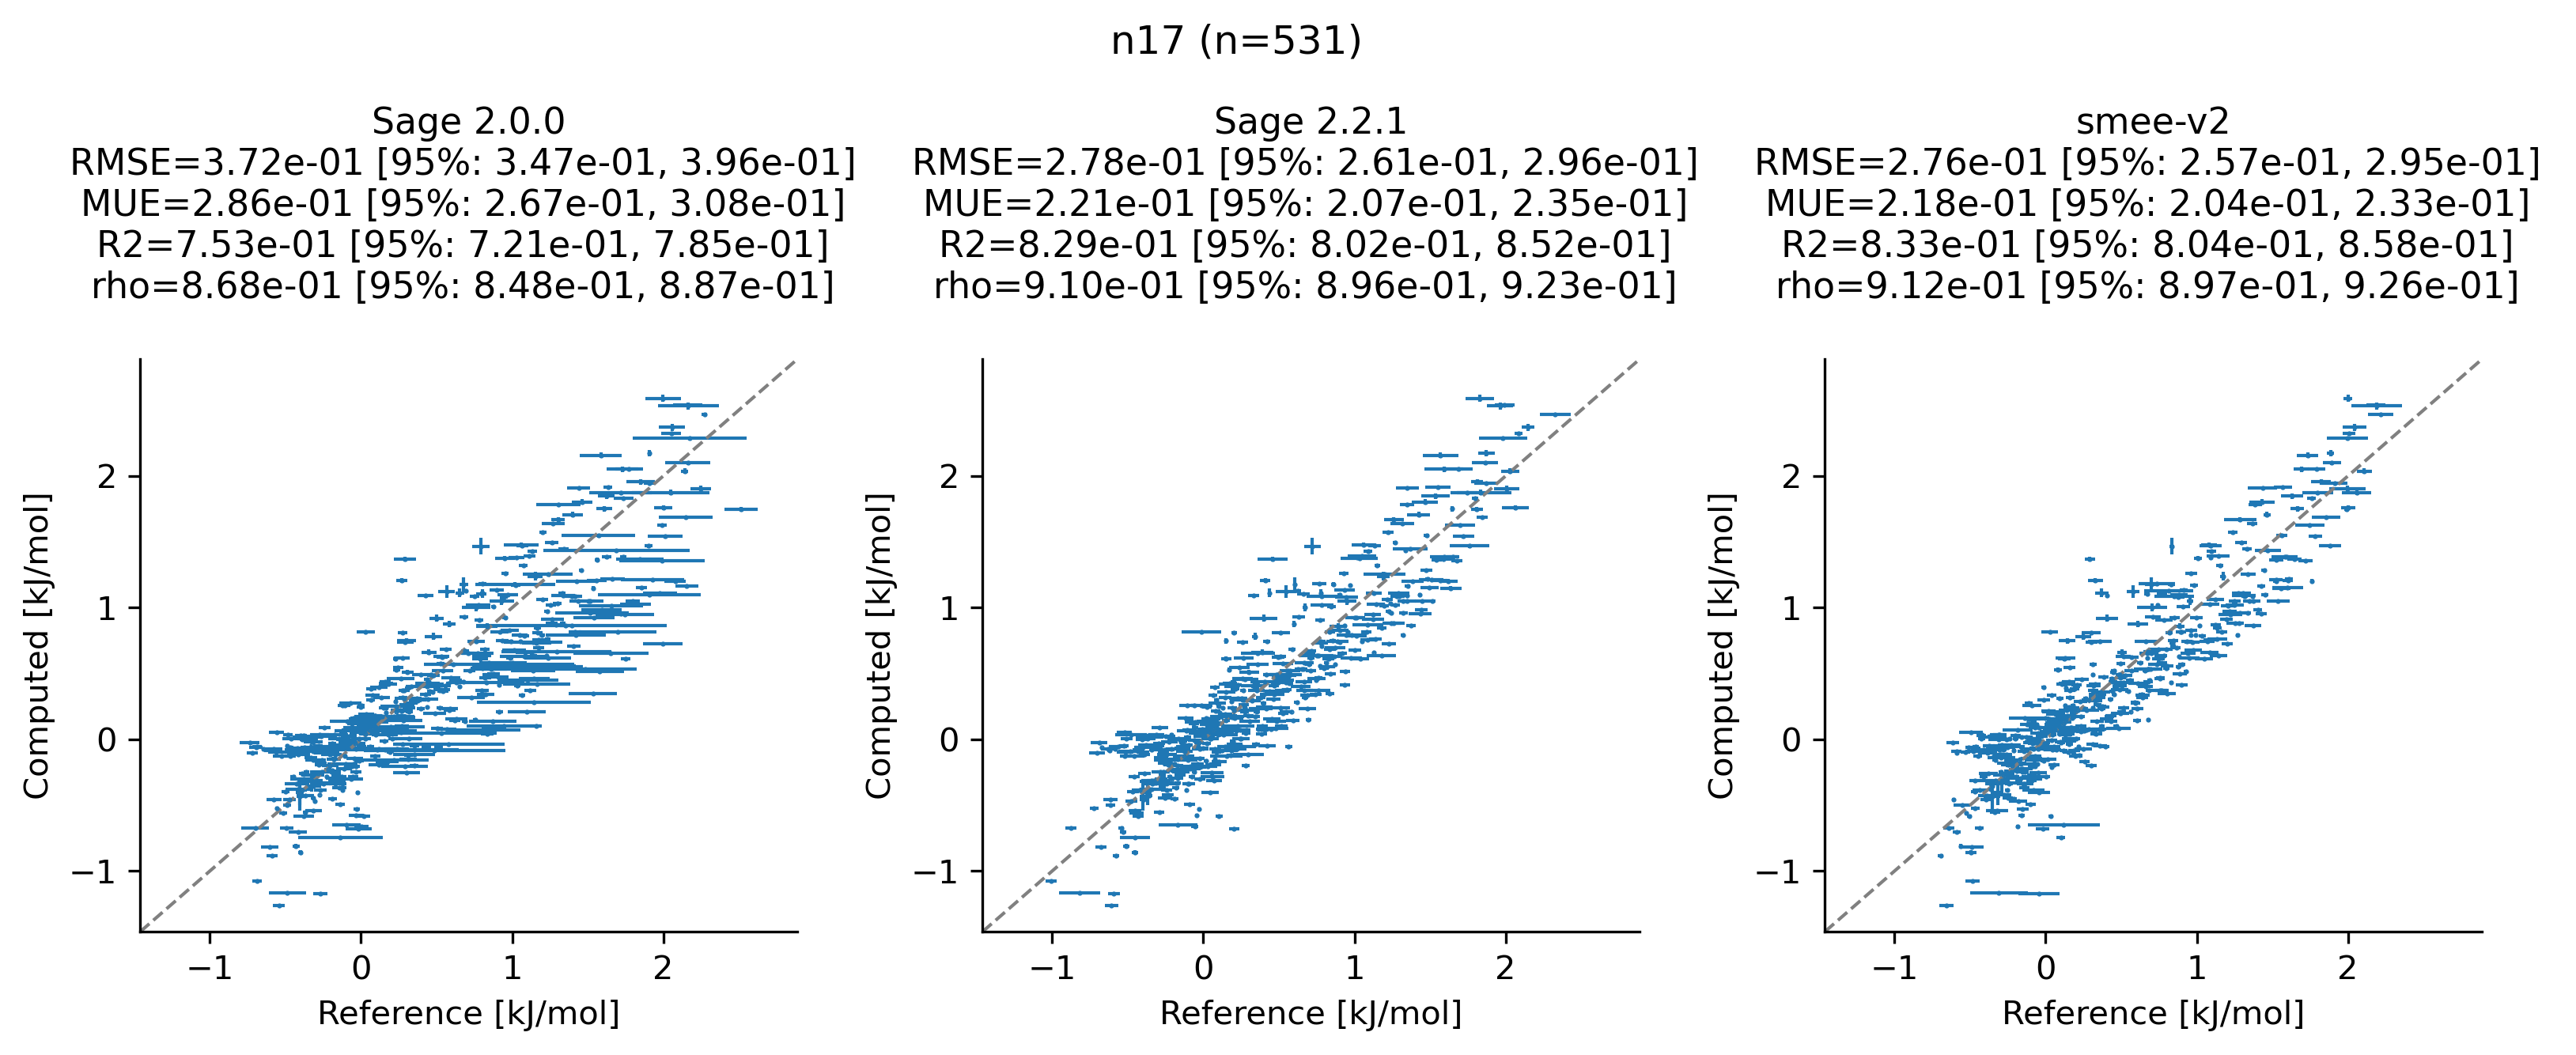 n17 (n=531)
Sage 2.0.0
RMSE=3.72e-01 [95%: 3.47e-01, 3.96e-01]
MUE=2.86e-01 [95%: 2.67e-01, 3.08e-01]
R2=7.53e-01 [95%: 7.21e-01, 7.85e-01]
rho=8.68e-01 [95%: 8.48e-01, 8.87e-01]
Computed [kJ/mol]
2
1
0
−1
−1 0 1 2
Reference [kJ/mol]
Sage 2.2.1
RMSE=2.78e-01 [95%: 2.61e-01, 2.96e-01]
MUE=2.21e-01 [95%: 2.07e-01, 2.35e-01]
R2=8.29e-01 [95%: 8.02e-01, 8.52e-01]
rho=9.10e-01 [95%: 8.96e-01, 9.23e-01]
Computed [kJ/mol]
2
1
0
−1
−1 0 1 2
Reference [kJ/mol]
smee-v2
RMSE=2.76e-01 [95%: 2.57e-01, 2.95e-01]
MUE=2.18e-01 [95%: 2.04e-01, 2.33e-01]
R2=8.33e-01 [95%: 8.04e-01, 8.58e-01]
rho=9.12e-01 [95%: 8.97e-01, 9.26e-01]
Computed [kJ/mol]
2
1
0
−1
−1 0 1 2
Reference [kJ/mol]